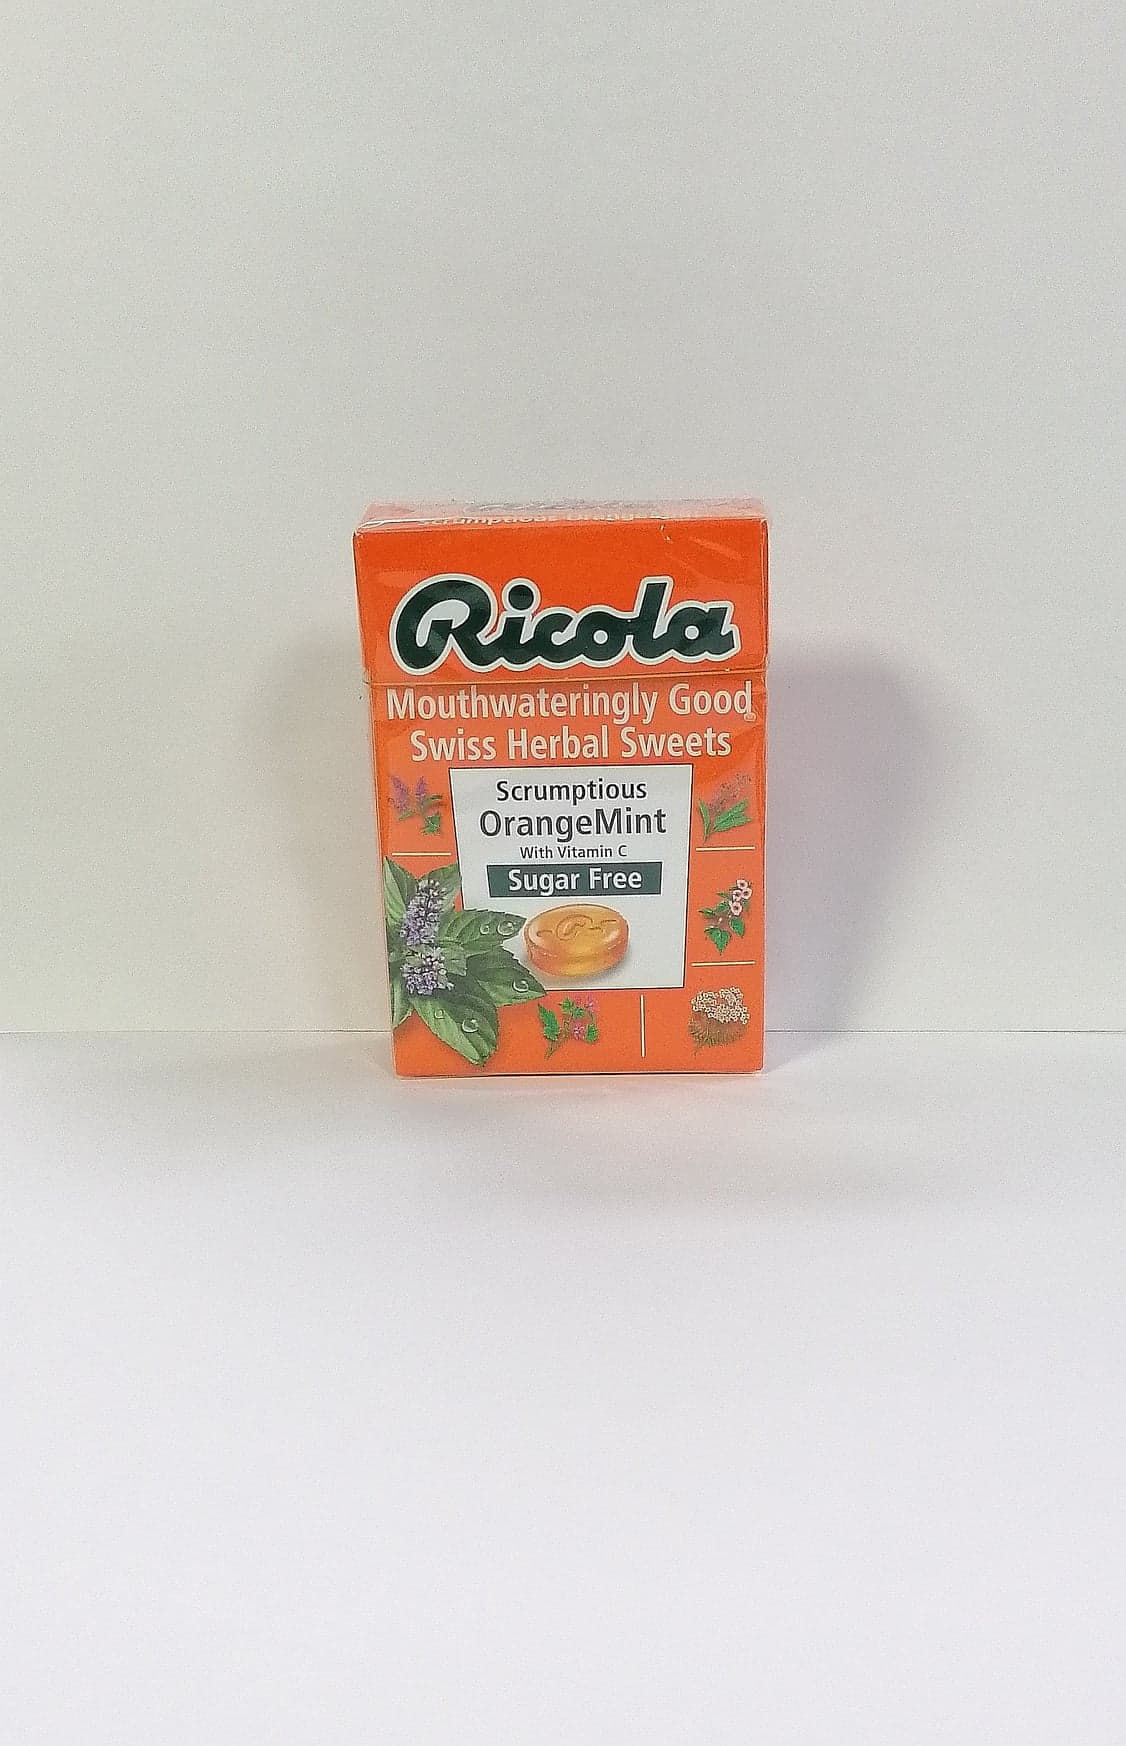 Ricola
Mouthwateringly Good
Swiss Herbal Sweets
Scrumptious
OrangeMint
With Vitamin C
Sugar Free